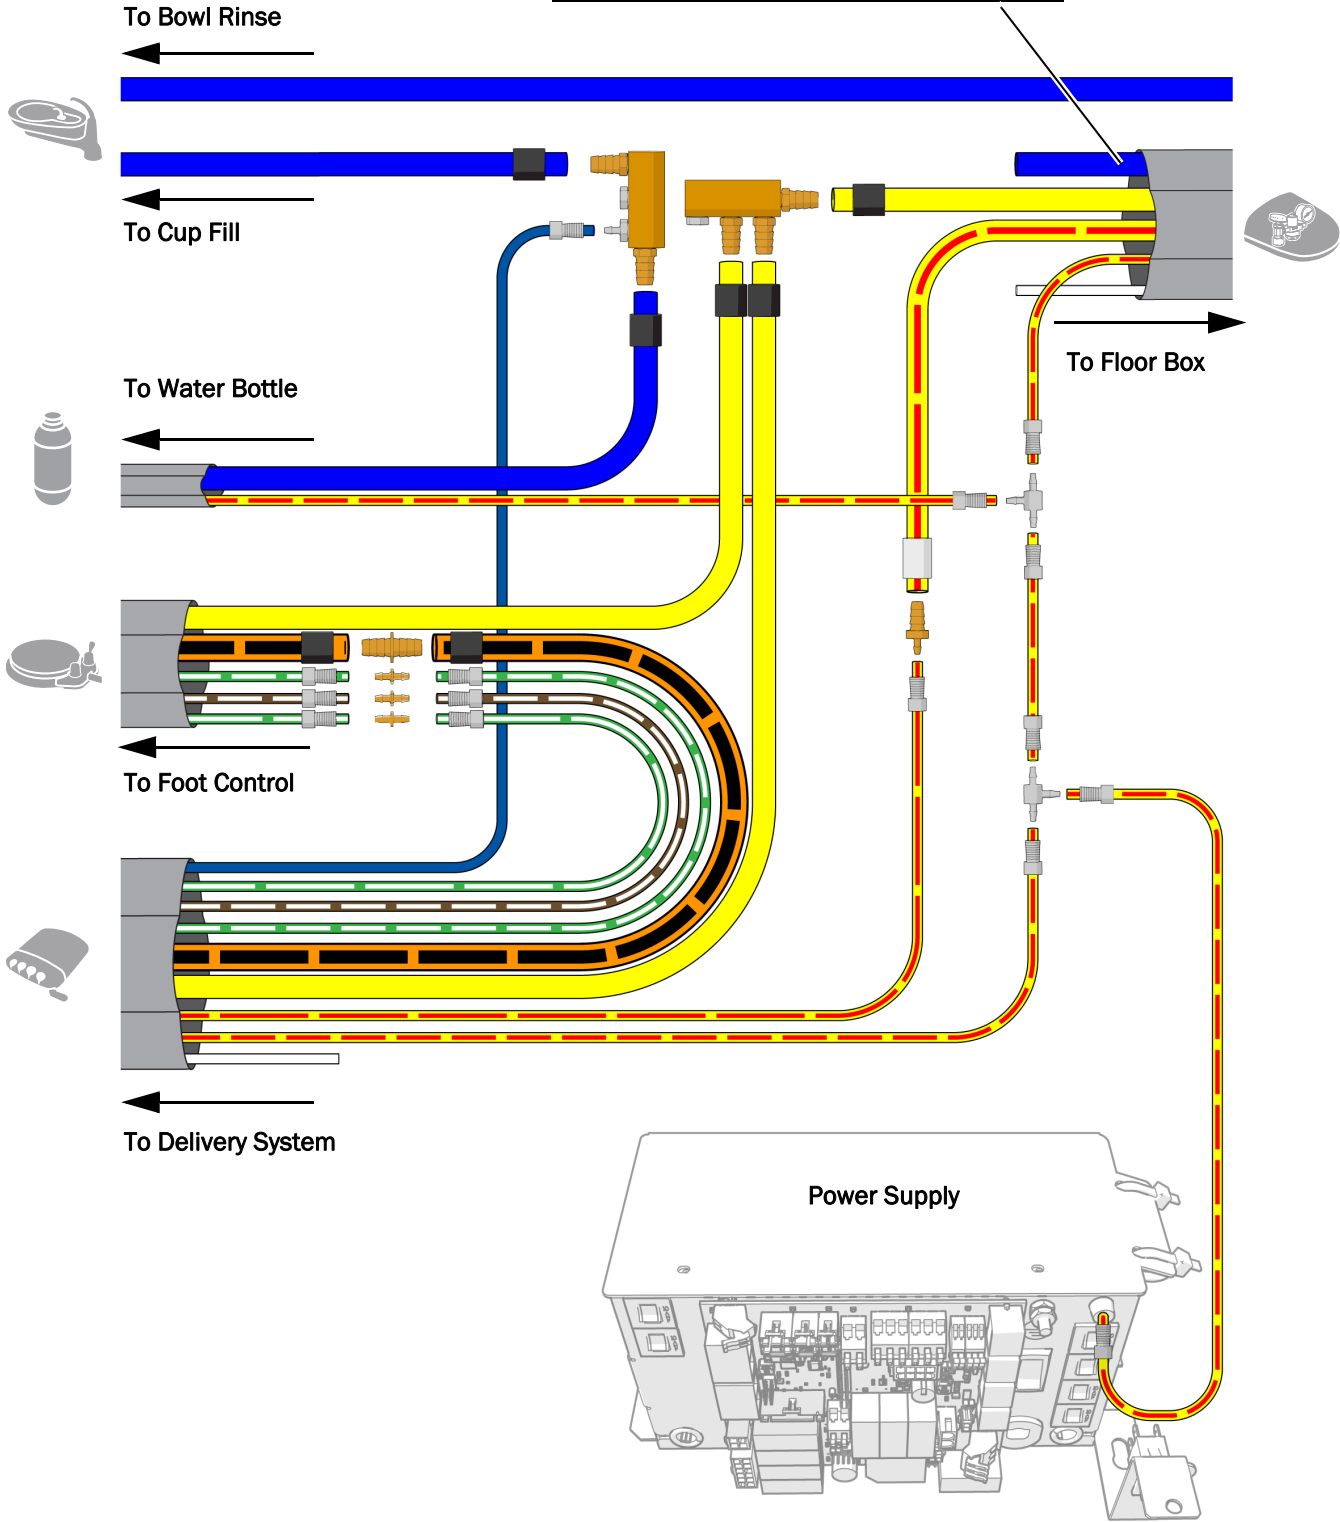 To Bowl Rinse
To Cup Fill
To Floor Box
To Water Bottle
To Foot Control
To Delivery System
Power Supply